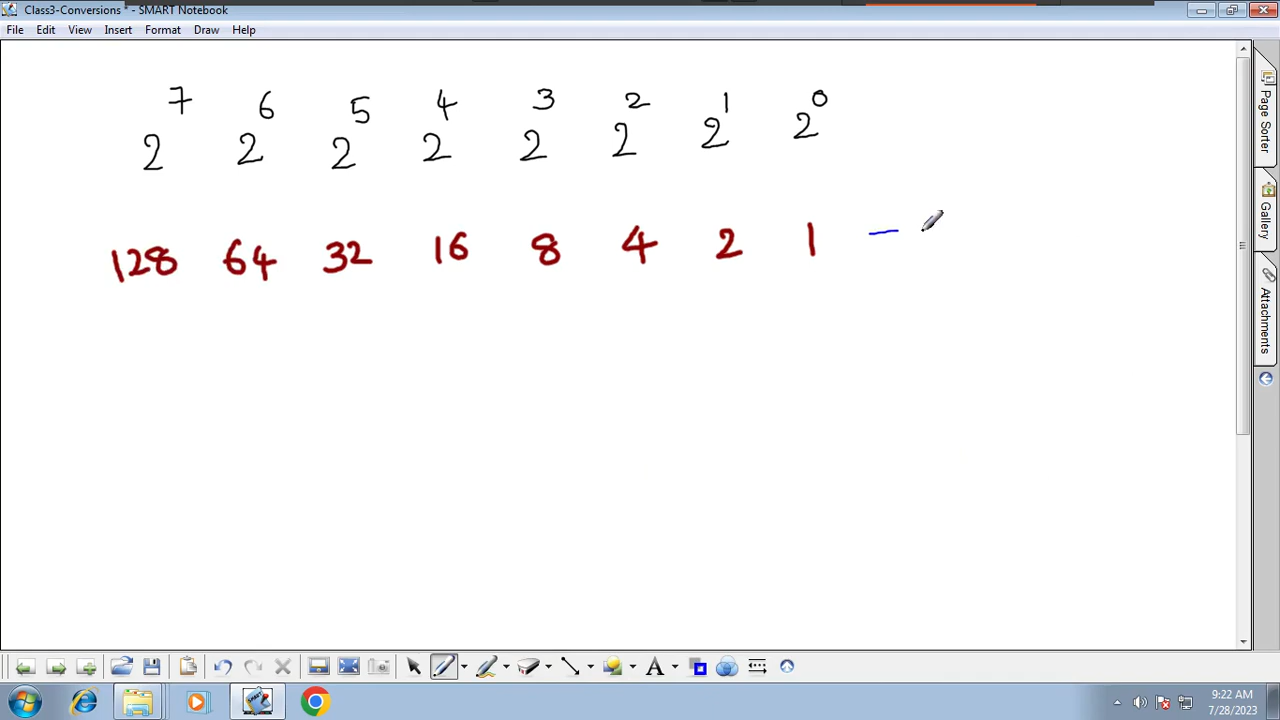 Class3-Conversions * - SMART Notebook
File Edit View Insert Format Draw Help
2⁷ 2⁶ 2⁵ 2⁴ 2³ 2² 2¹ 2⁰
128 64 32 16 8 4 2 1 –
Page Sorter
Gallery
Attachments
9:22 AM
7/28/2023